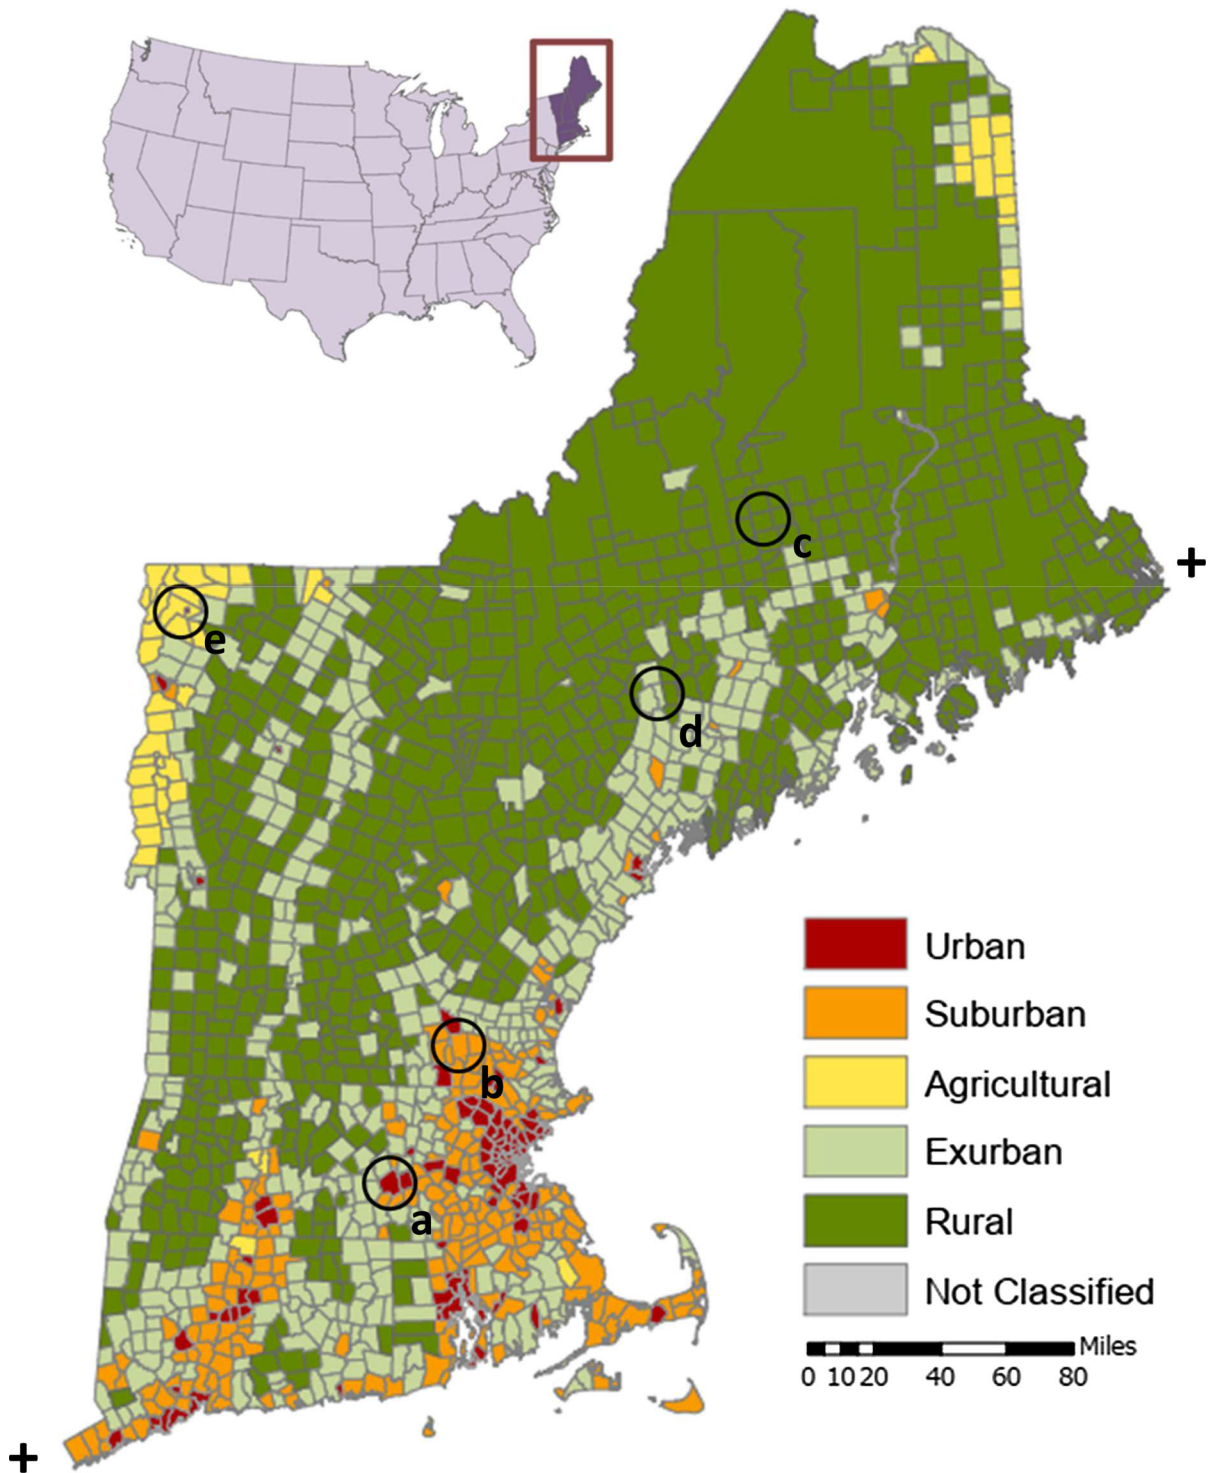 +
c
e
d
b
a
+
Urban
Suburban
Agricultural
Exurban
Rural
Not Classified
Miles
0 10 20 40 60 80